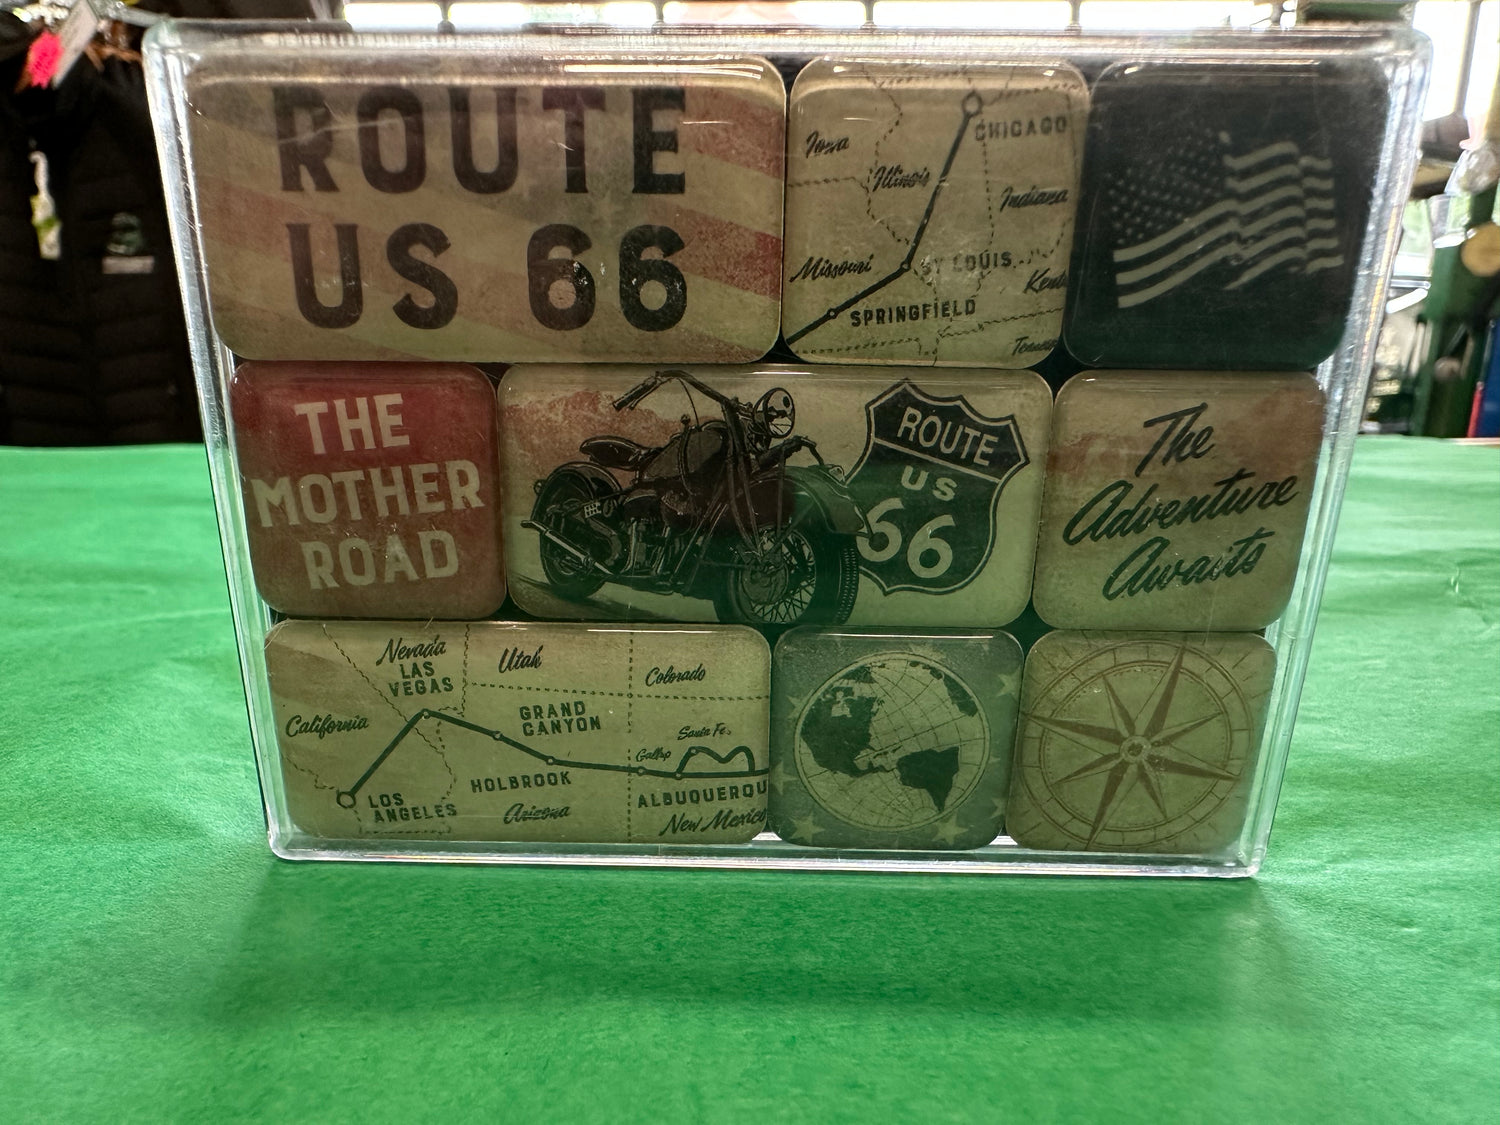 ROUTE
US 66
CHICAGO
Iowa
Illinois
Indiana
Missouri
ST LOUIS
SPRINGFIELD
THE
MOTHER
ROAD
ROUTE
US
66
The
Adventure
Awaits
Nevada
LAS
VEGAS
Utah
Colorado
California
GRAND
CANYON
Santa Fe
Gallup
HOLBROOK
LOS
ANGELES
Arizona
ALBUQUERQU
New Mexico